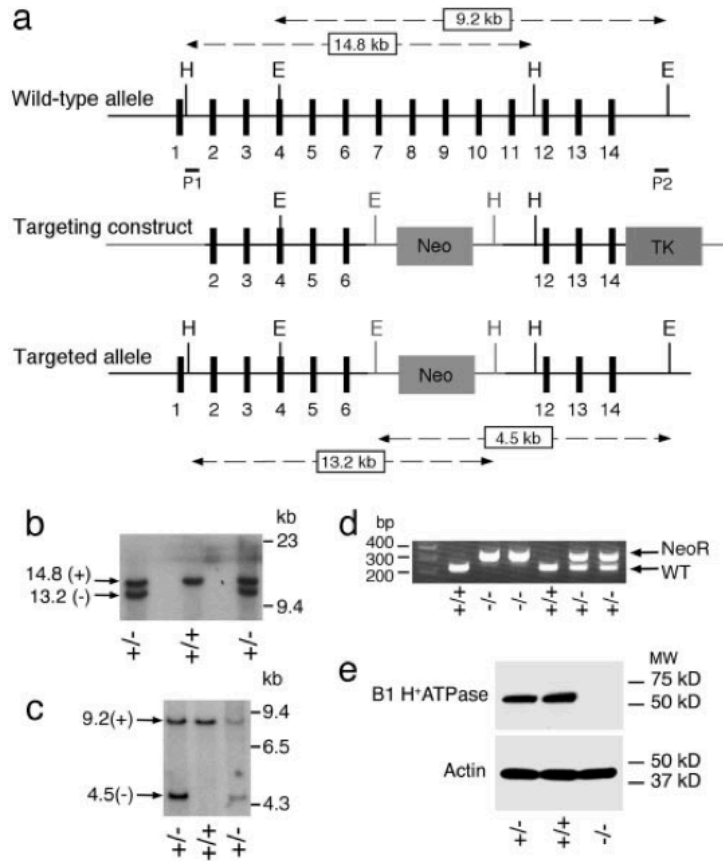 a
9.2 kb
14.8 kb
H E H E
Wild-type allele
1 2 3 4 5 6 7 8 9 10 11 12 13 14
P1 P2
E E H H
Targeting construct
Neo TK
2 3 4 5 6 12 13 14
H E E H H E
Targeted allele
Neo
1 2 3 4 5 6 12 13 14
4.5 kb
13.2 kb
b
kb
23
14.8 (+)
13.2 (-)
9.4
+/- +/+ +/-
c
kb
9.2(+)
9.4
6.5
4.5(-)
4.3
+/- +/+ +/-
d
bp
400
300
200
NeoR
WT
+/+ -/- -/- +/+ +/- +/-
e
MW
B1 H+ATPase
75 kD
50 kD
Actin
50 kD
37 kD
+/- +/+ -/-